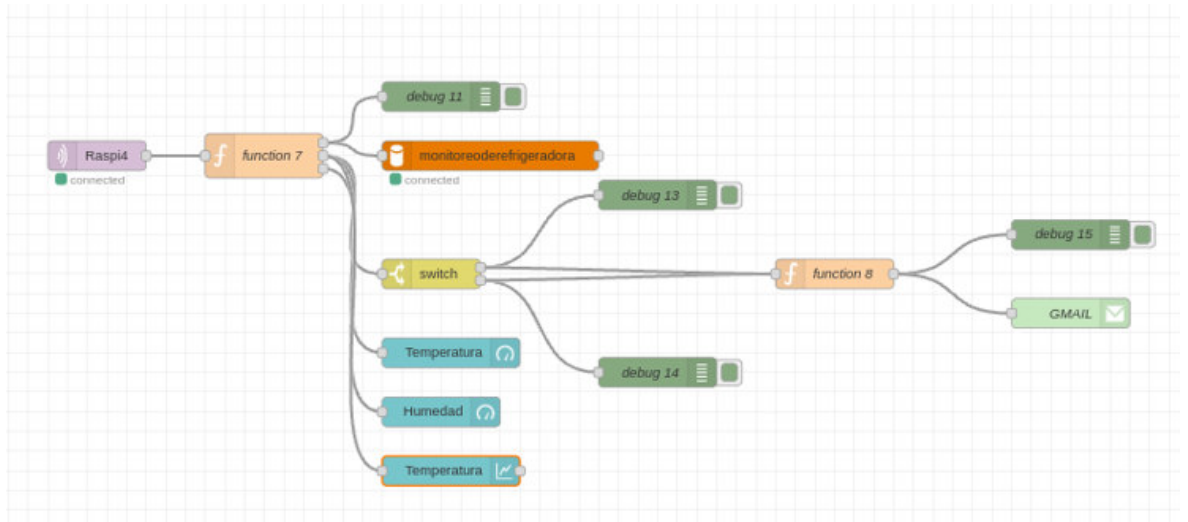 debug 11
Raspi4
function 7
monitoreoderefrigeradora
connected
connected
debug 13
debug 15
switch
function 8
GMAIL
Temperatura
debug 14
Humedad
Temperatura